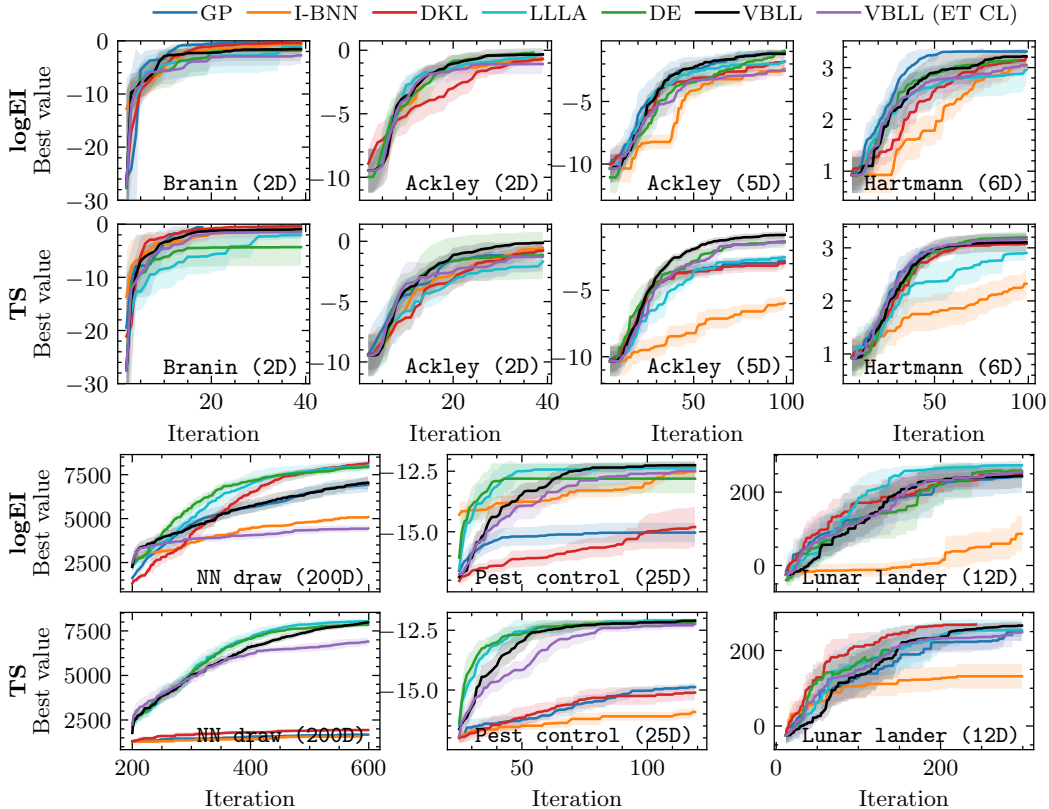 GP I-BNN DKL LLLA DE VBLL VBLL (ET CL)
logEI
Best value
0
−10
−20
−30
Branin (2D)
0
−5
−10
Ackley (2D)
−5
−10
Ackley (5D)
3
2
1
Hartmann (6D)
TS
Best value
0
−10
−20
−30
Branin (2D)
20 40
Iteration
0
−5
−10
Ackley (2D)
20 40
Iteration
−5
−10
Ackley (5D)
50 100
Iteration
3
2
1
Hartmann (6D)
50 100
Iteration
logEI
Best value
7500
5000
2500
NN draw (200D)
−12.5
−15.0
Pest control (25D)
200
0
Lunar lander (12D)
TS
Best value
7500
5000
2500
NN draw (200D)
200 400 600
Iteration
−12.5
−15.0
Pest control (25D)
50 100
Iteration
200
0
Lunar lander (12D)
0 200
Iteration